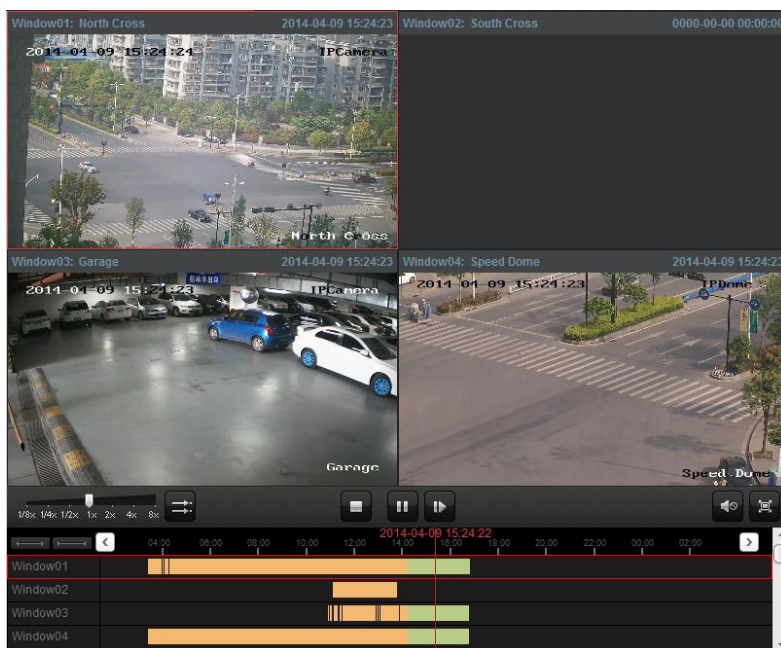 Window01: North Cross 2014-04-09 15:24:23
Window02: South Cross 0000-00-00 00:00:0
2014-04-09 15:24:24 IPCamera
North Cross
Window03: Garage 2014-04-09 15:24:23
Window04: Speed Dome 2014-04-09 15:24:23
2014-04-09 15:24:23 IPCamera
2014-04-09 15:24:23 IPDome
Garage
Speed Dome
1/8x 1/4x 1/2x 1x 2x 4x 8x
2014-04-09 15:24:22
04:00 06:00 08:00 10:00 12:00 14:00 16:00 18:00 20:00 22:00 00:00 02:00
Window01
Window02
Window03
Window04